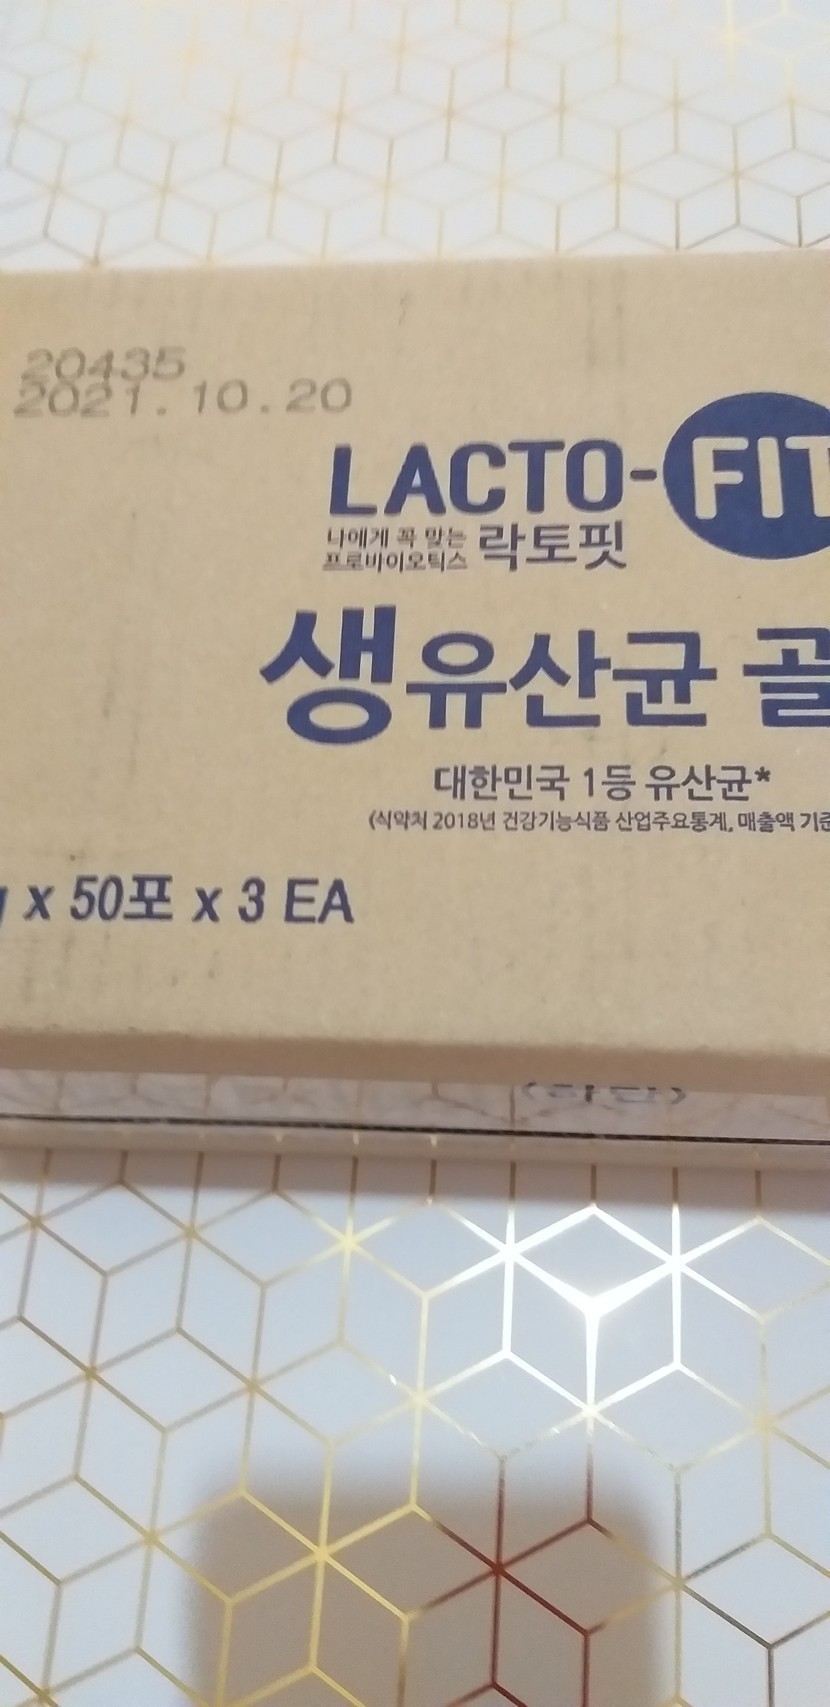 20435
2021.10.20
LACTO-FIT
나에게 꼭 맞는
프로바이오틱스 락토핏
생유산균 골
대한민국 1등 유산균*
(식약처 2018년 건강기능식품 산업주요통계, 매출액 기준
x 50포 x 3 EA